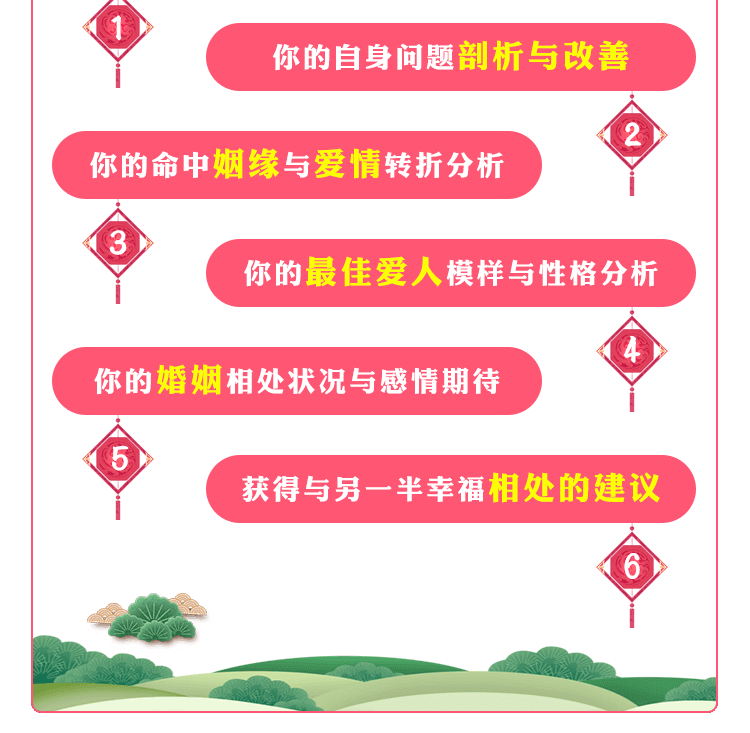 1
你的自身问题剖析与改善
2
你的命中姻缘与爱情转折分析
3
你的最佳爱人模样与性格分析
4
你的婚姻相处状况与感情期待
5
获得与另一半幸福相处的建议
6